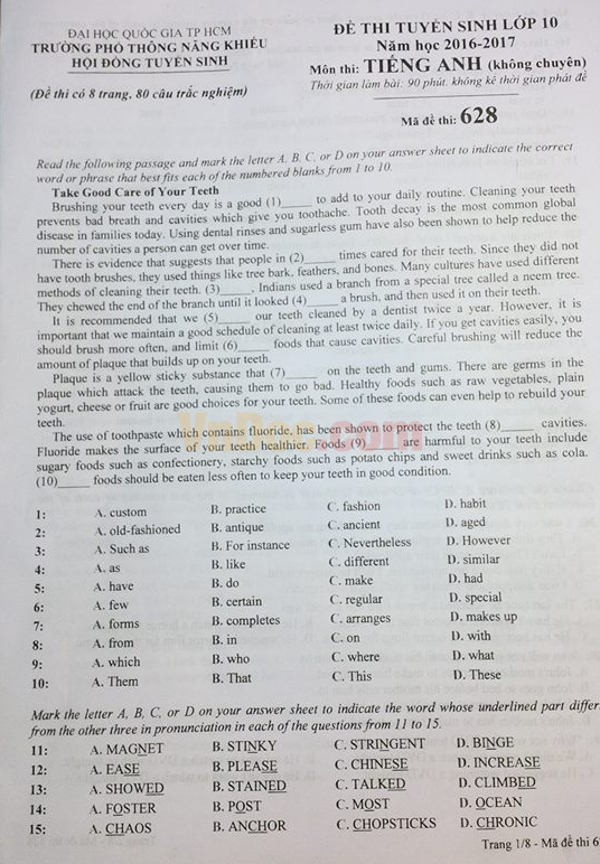 ĐẠI HỌC QUỐC GIA TP HCM
TRƯỜNG PHỔ THÔNG NĂNG KHIẾU
HỘI ĐỒNG TUYỂN SINH
(Đề thi có 8 trang, 80 câu trắc nghiệm)
ĐỀ THI TUYỂN SINH LỚP 10
Năm học 2016-2017
Môn thi: TIẾNG ANH (không chuyên)
Thời gian làm bài: 90 phút, không kể thời gian phát đề
Mã đề thi: 628
Read the following passage and mark the letter A, B, C, or D on your answer sheet to indicate the correct
word or phrase that best fits each of the numbered blanks from 1 to 10.
Take Good Care of Your Teeth
Brushing your teeth every day is a good (1)_____ to add to your daily routine. Cleaning your teeth
prevents bad breath and cavities which give you toothache. Tooth decay is the most common global
disease in families today. Using dental rinses and sugarless gum have also been shown to help reduce the
number of cavities a person can get over time.
There is evidence that suggests that people in (2)_____ times cared for their teeth. Since they did not
have tooth brushes, they used things like tree bark, feathers, and bones. Many cultures have used different
methods of cleaning their teeth. (3)_____, Indians used a branch from a special tree called a neem tree.
They chewed the end of the branch until it looked (4)_____ a brush, and then used it on their teeth.
It is recommended that we (5)_____ our teeth cleaned by a dentist twice a year. However, it is
important that we maintain a good schedule of cleaning at least twice daily. If you get cavities easily, you
should brush more often, and limit (6)_____ foods that cause cavities. Careful brushing will reduce the
amount of plaque that builds up on your teeth.
Plaque is a yellow sticky substance that (7)_____ on the teeth and gums. There are germs in the
plaque which attack the teeth, causing them to go bad. Healthy foods such as raw vegetables, plain
yogurt, cheese or fruit are good choices for your teeth. Some of these foods can even help to rebuild your
teeth.
The use of toothpaste which contains fluoride, has been shown to protect the teeth (8)_____ cavities.
Fluoride makes the surface of your teeth healthier. Foods (9)_____ are harmful to your teeth include
sugary foods such as confectionery, starchy foods such as potato chips and sweet drinks such as cola.
(10)_____ foods should be eaten less often to keep your teeth in good condition.
1: A. custom B. practice C. fashion D. habit
2: A. old-fashioned B. antique C. ancient D. aged
3: A. Such as B. For instance C. Nevertheless D. However
4: A. as B. like C. different D. similar
5: A. have B. do C. make D. had
6: A. few B. certain C. regular D. special
7: A. forms B. completes C. arranges D. makes up
8: A. from B. in C. on D. with
9: A. which B. who C. where D. what
10: A. Them B. That C. This D. These
Mark the letter A, B, C, or D on your answer sheet to indicate the word whose underlined part differ
from the other three in pronunciation in each of the questions from 11 to 15.
11: A. MAGNET B. STINKY C. STRINGENT D. BINGE
12: A. EASE B. PLEASE C. CHINESE D. INCREASE
13: A. SHOWED B. STAINED C. TALKED D. CLIMBED
14: A. FOSTER B. POST C. MOST D. OCEAN
15: A. CHAOS B. ANCHOR C. CHOPSTICKS D. CHRONIC
Trang 1/8 - Mã đề thi 6